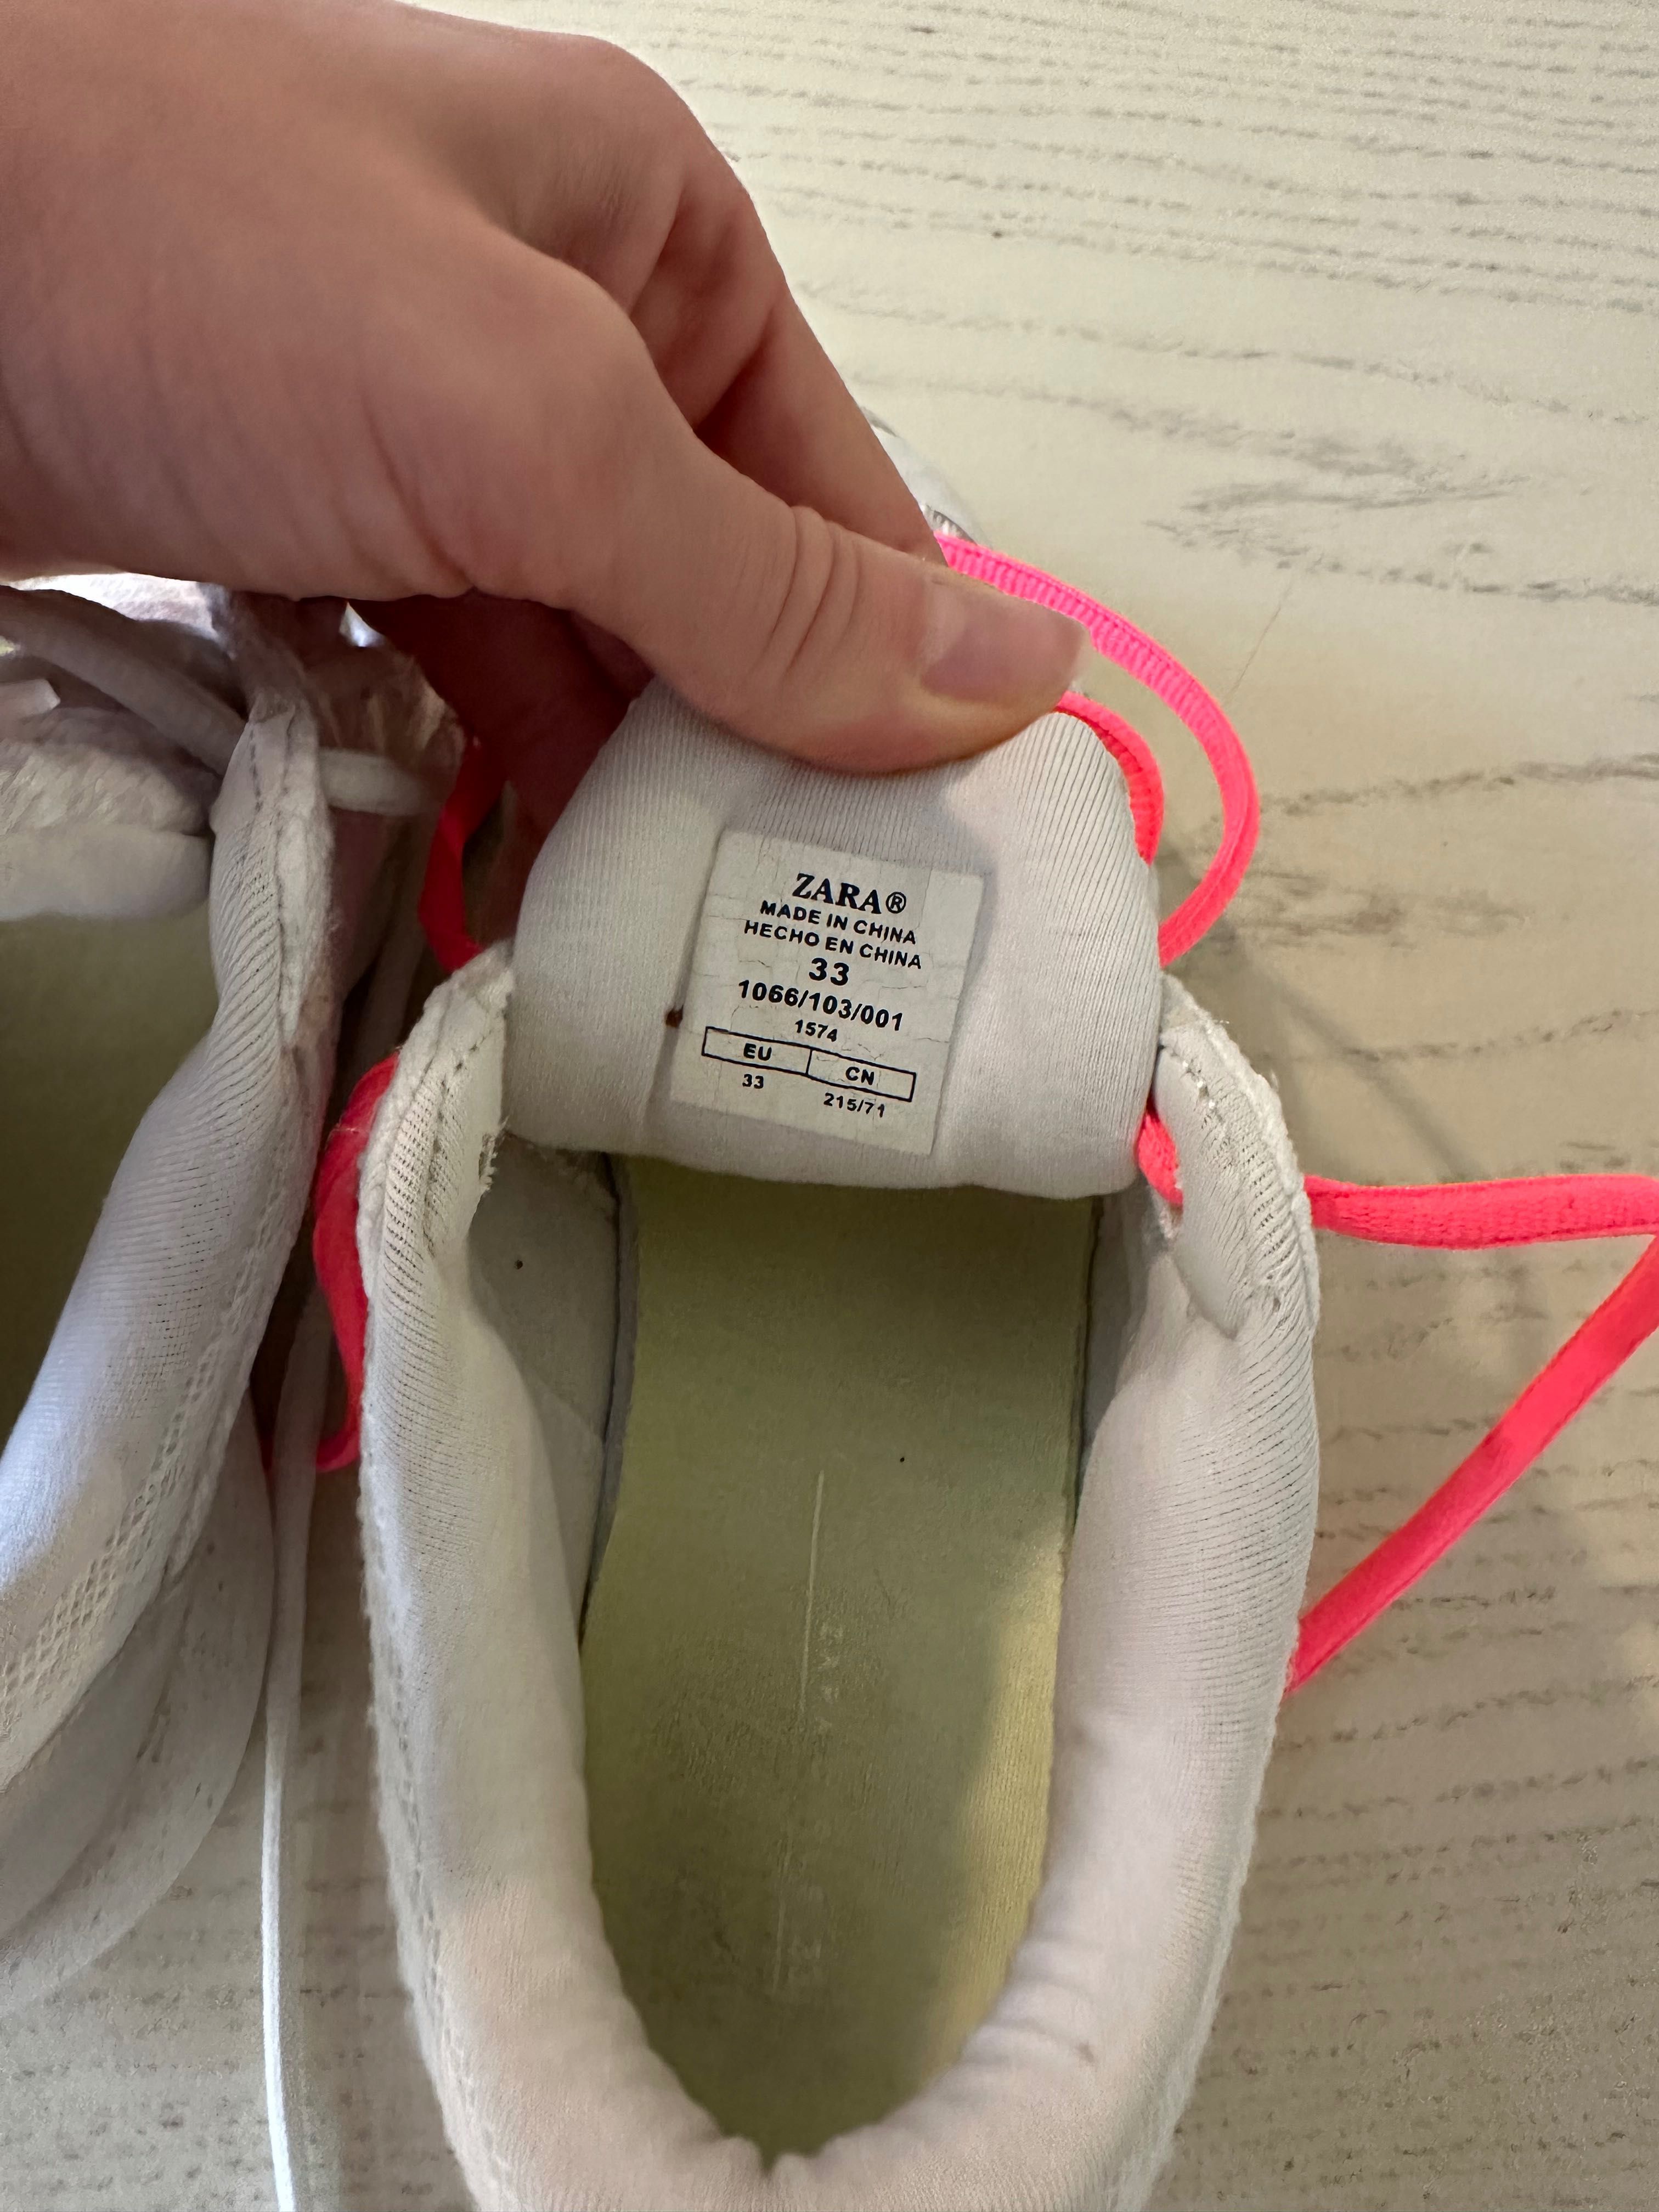 ZARA®
MADE IN CHINA
HECHO EN CHINA
33
1066/103/001
1574
EU CN
33 215/71